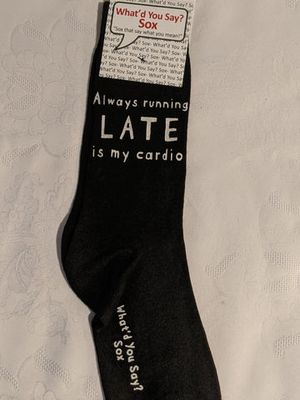 What'd You Say?
Sox
"Sox that say what you mean!"
Always running
LATE
is my cardio
What'd You Say?
Sox